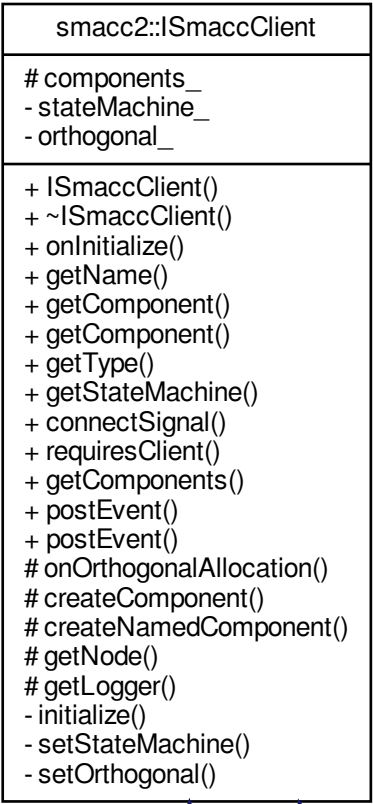 smacc2::ISmaccClient
# components_
- stateMachine_
- orthogonal_
+ ISmaccClient()
+ ~ISmaccClient()
+ onInitialize()
+ getName()
+ getComponent()
+ getComponent()
+ getType()
+ getStateMachine()
+ connectSignal()
+ requiresClient()
+ getComponents()
+ postEvent()
+ postEvent()
# onOrthogonalAllocation()
# createComponent()
# createNamedComponent()
# getNode()
# getLogger()
- initialize()
- setStateMachine()
- setOrthogonal()